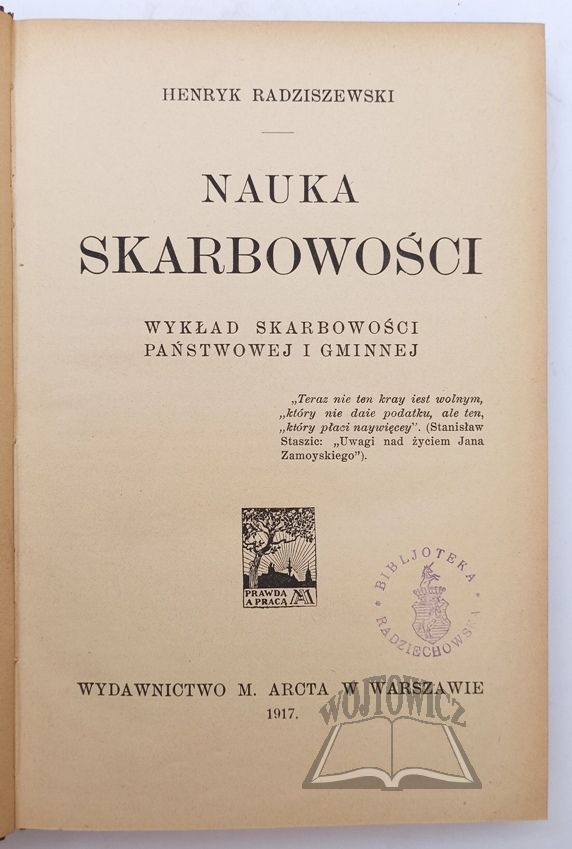 HENRYK RADZISZEWSKI
NAUKA
SKARBOWOŚCI
WYKŁAD SKARBOWOŚCI
PAŃSTWOWEJ I GMINNEJ
„Teraz nie ten kray iest wolnym,
„który nie daie podatku, ale ten,
„który płaci naywięcey". (Stanisław
Staszic: „Uwagi nad życiem Jana
Zamoyskiego").
PRAWDA
A PRACĄ
BIBLJOTEKA
RADZIECHOWSKA
WYDAWNICTWO M. ARCTA W WARSZAWIE
1917.
WÓJTOWICZ